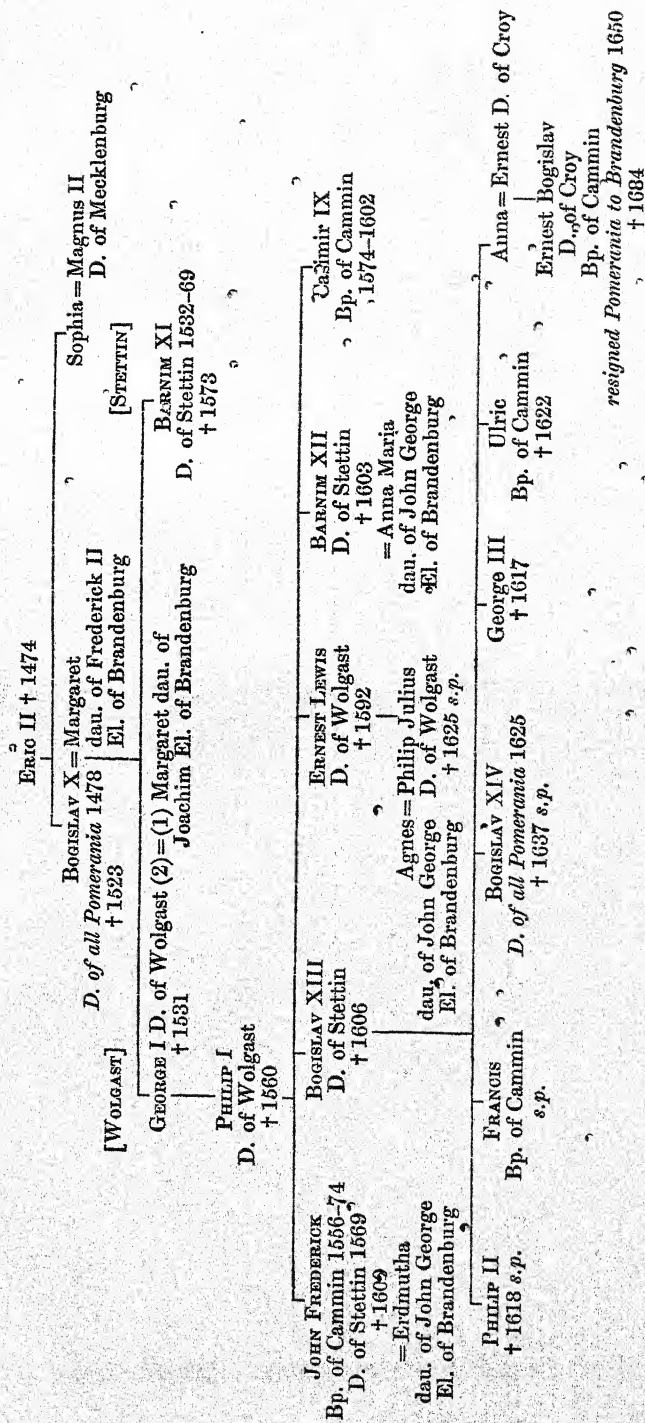 ERIC II † 1474
BOGISLAV X = Margaret
D. of all Pomerania 1478
dau. of Frederick II
† 1523
El. of Brandenburg
Sophia = Magnus II
D. of Mecklenburg
[WOLGAST]
[STETTIN]
GEORGE I D. of Wolgast (2) = (1) Margaret dau. of
† 1531
Joachim El. of Brandenburg
BARNIM XI
D. of Stettin 1532–69
† 1573
PHILIP I
D. of Wolgast
† 1560
JOHN FREDERICK
Bp. of Cammin 1556–74
D. of Stettin 1569
† 1600
= Erdmutha
dau. of John George
El. of Brandenburg
BOGISLAV XIII
D. of Stettin
† 1606
ERNEST LEWIS
D. of Wolgast
† 1592
Agnes = Philip Julius
dau. of John George
D. of Wolgast
El. of Brandenburg
† 1625 s.p.
BARNIM XII
D. of Stettin
† 1603
= Anna Maria
dau. of John George
El. of Brandenburg
Casimir IX
Bp. of Cammin
1574–1602
PHILIP II
† 1618 s.p.
FRANCIS
Bp. of Cammin
s.p.
BOGISLAV XIV
D. of all Pomerania 1625
† 1637 s.p.
George III
† 1617
Ulric
Bp. of Cammin
† 1622
Anna = Ernest D. of Croy
Ernest Bogislav
D. of Croy
Bp. of Cammin
resigned Pomerania to Brandenburg 1650
† 1684